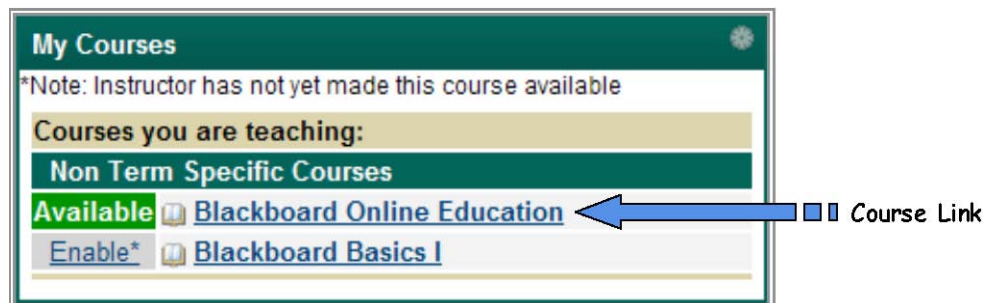 My Courses
*Note: Instructor has not yet made this course available
Courses you are teaching:
Non Term Specific Courses
Available Blackboard Online Education Course Link
Enable* Blackboard Basics I